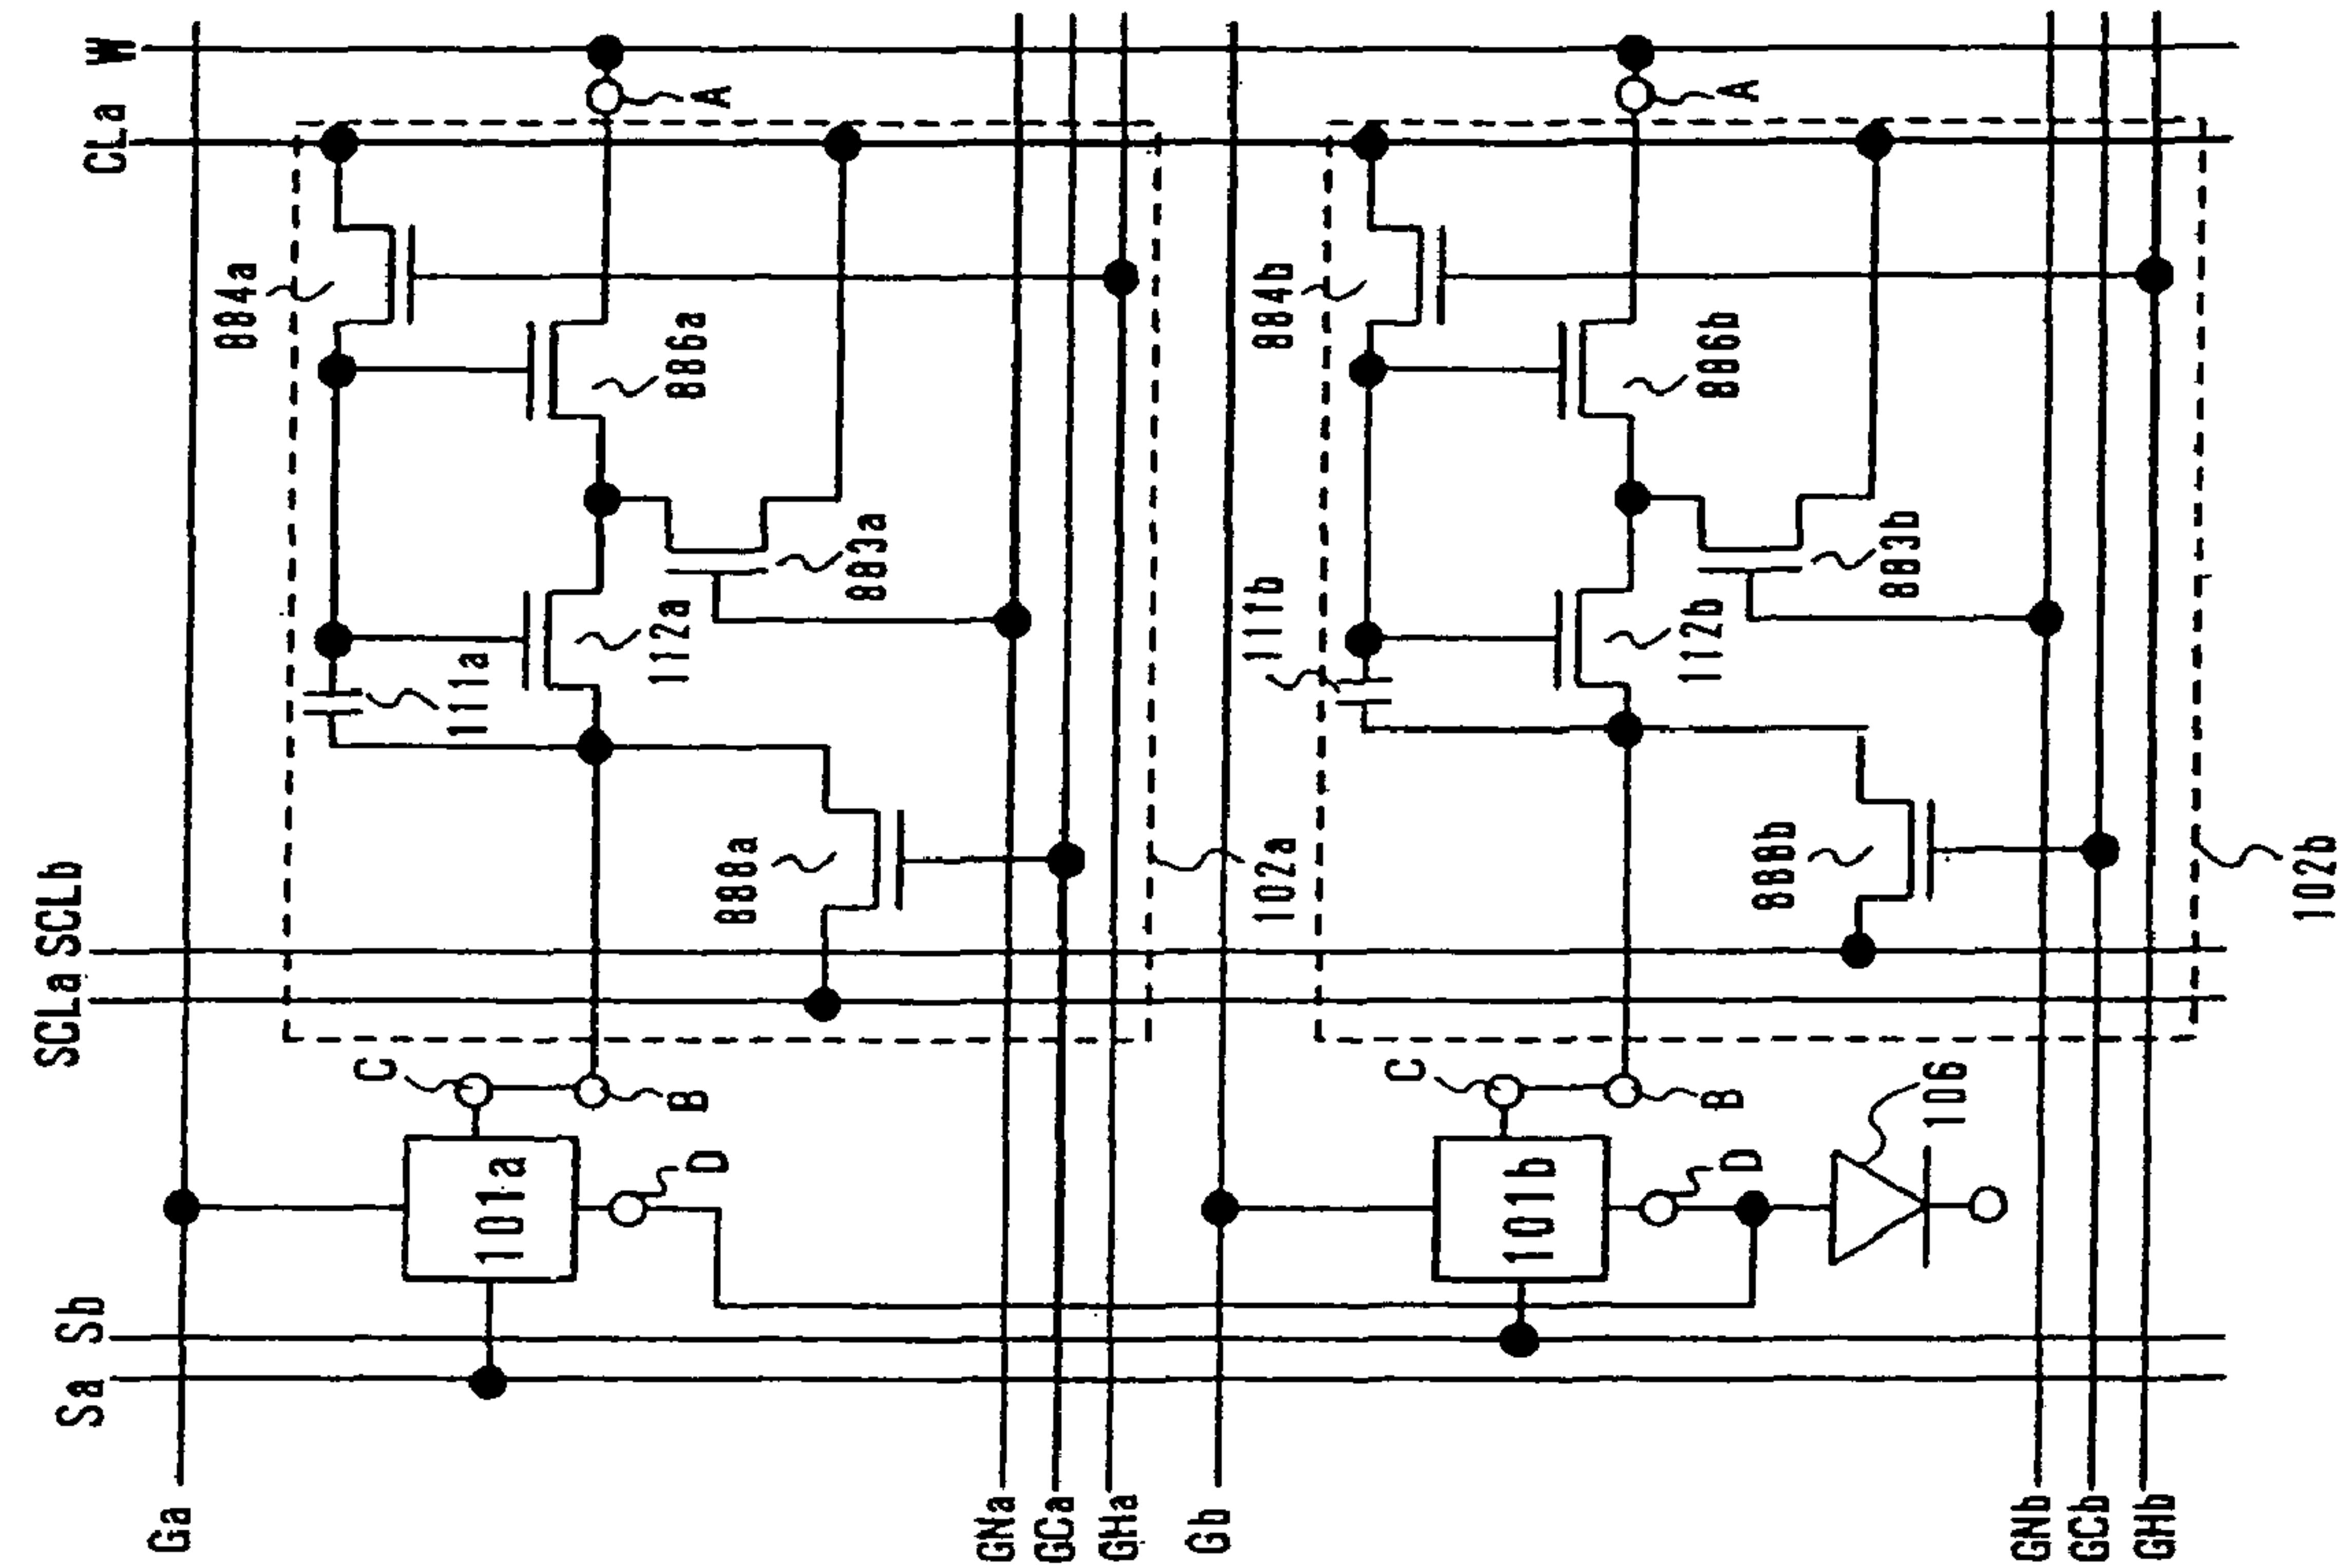 Sa
Sb
SCLa
SCLb
CLa
W
Ga
884a
C
111a
101a
112a
B
886a
D
A
888a
883a
GNa
GCa
GHa
Gb
102a
111b
884b
C
101b
112b
B
886b
D
A
888b
883b
106
GNb
GCb
GHb
102b